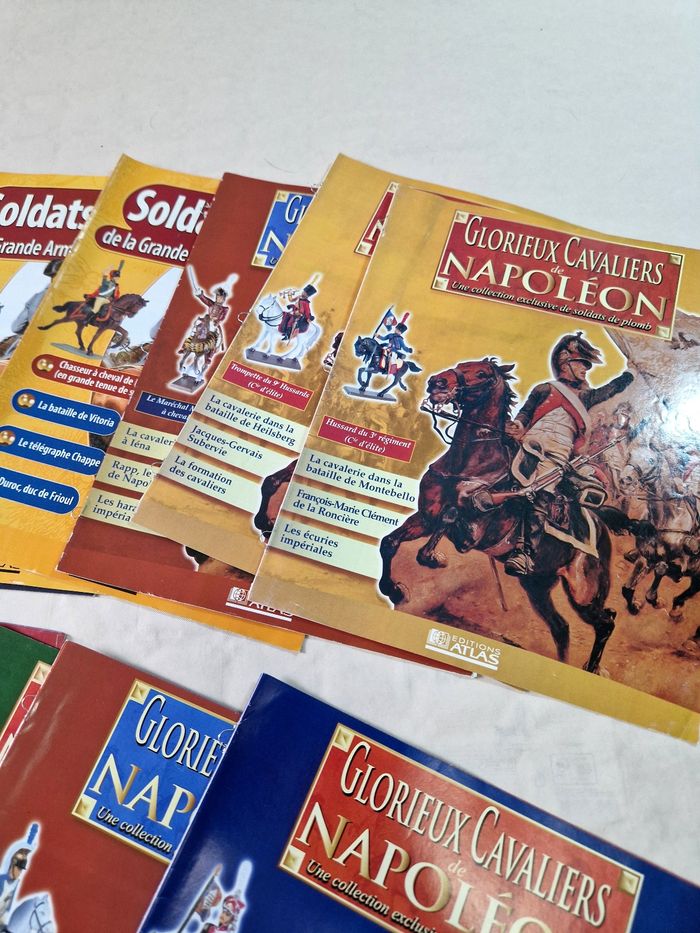 Soldats
Grande Armé
Solda
de la Grande
Chasseur à cheval de
(en grande tenue de
La bataille de Vitoria
Le télégraphe Chappe
Duroc, duc de Frioul
Le Maréchal
à cheval
La cavaler
à Iéna
Rapp, le
de Napo
Les hara
impéria
Trompette du 9e Hussards
(Cie d'élite)
La cavalerie dans la
bataille de Heilsberg
Jacques-Gervais
Subervie
La formation
des cavaliers
GLORIEUX CAVALIERS
de
NAPOLÉON
Une collection exclusive de soldats de plomb
Hussard du 3e régiment
(Cie d'élite)
La cavalerie dans la
bataille de Montebello
François-Marie Clément
de la Roncière
Les écuries
impériales
EDITIONS
ATLAS
GLORIEU
NAP
Une collection
GLORIEUX CAVALIERS
de
NAPOLÉON
Une collection exclusiv